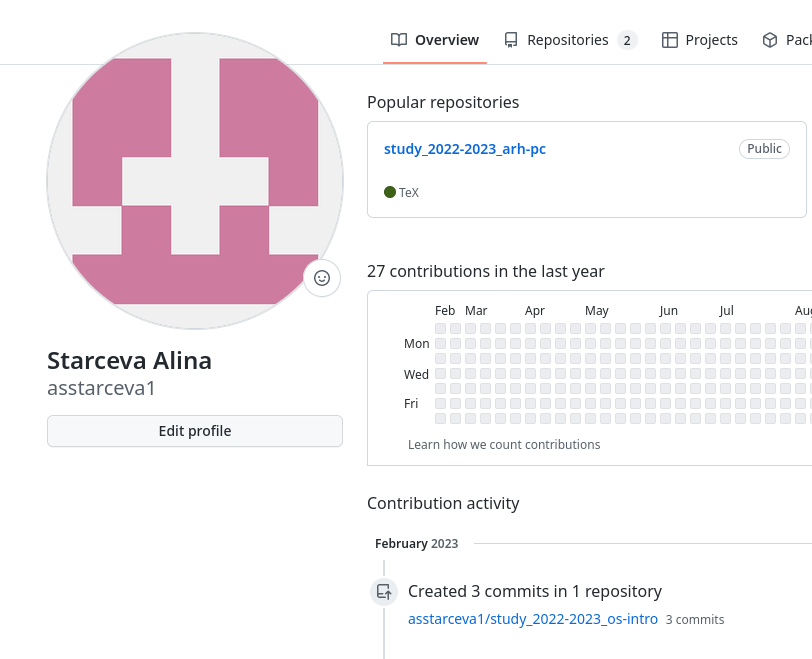 Overview Repositories 2 Projects
Popular repositories
study_2022-2023_arh-pc Public
TeX
27 contributions in the last year
Feb Mar Apr May Jun Jul
Mon
Wed
Fri
Learn how we count contributions
Starceva Alina
asstarceva1
Edit profile
Contribution activity
February 2023
Created 3 commits in 1 repository
asstarceva1/study_2022-2023_os-intro 3 commits